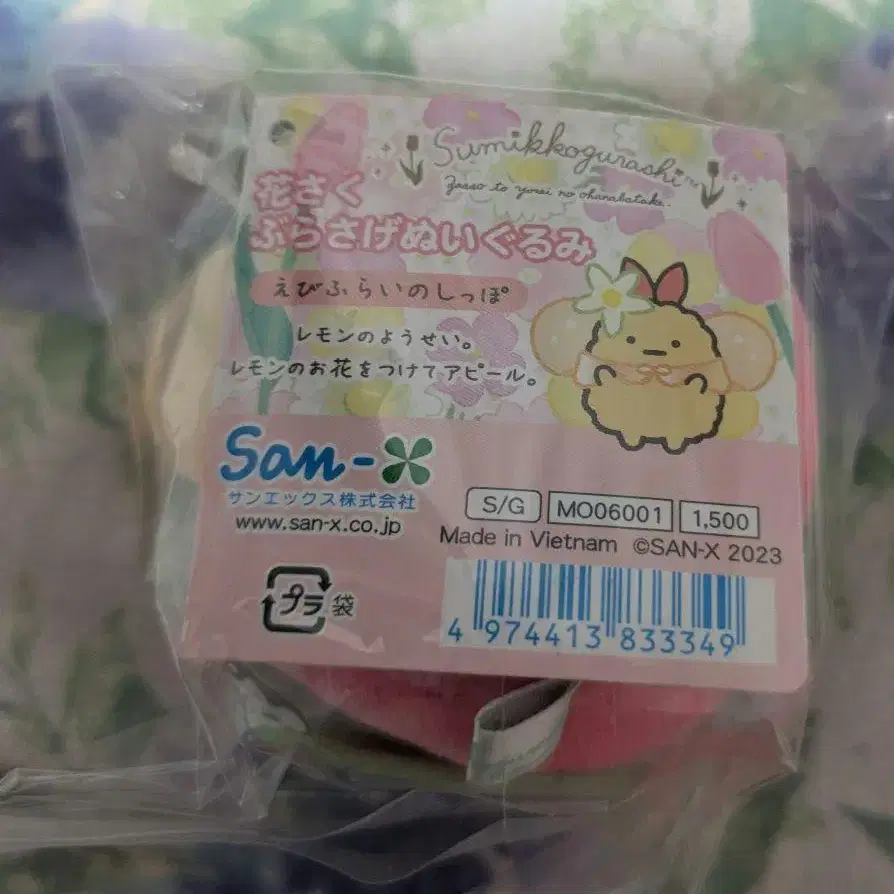 Sumikkogurashi™
Zasso to yousei no ohanabatake..
花さく
ぶらさげぬいぐるみ
えびふらいのしっぽ
レモンのようせい。
レモンのお花をつけてアピール。
San-X
サンエックス株式会社
www.san-x.co.jp
S/G MO06001 1,500
Made in Vietnam ©SAN-X 2023
プラ 袋
4 974413 833349